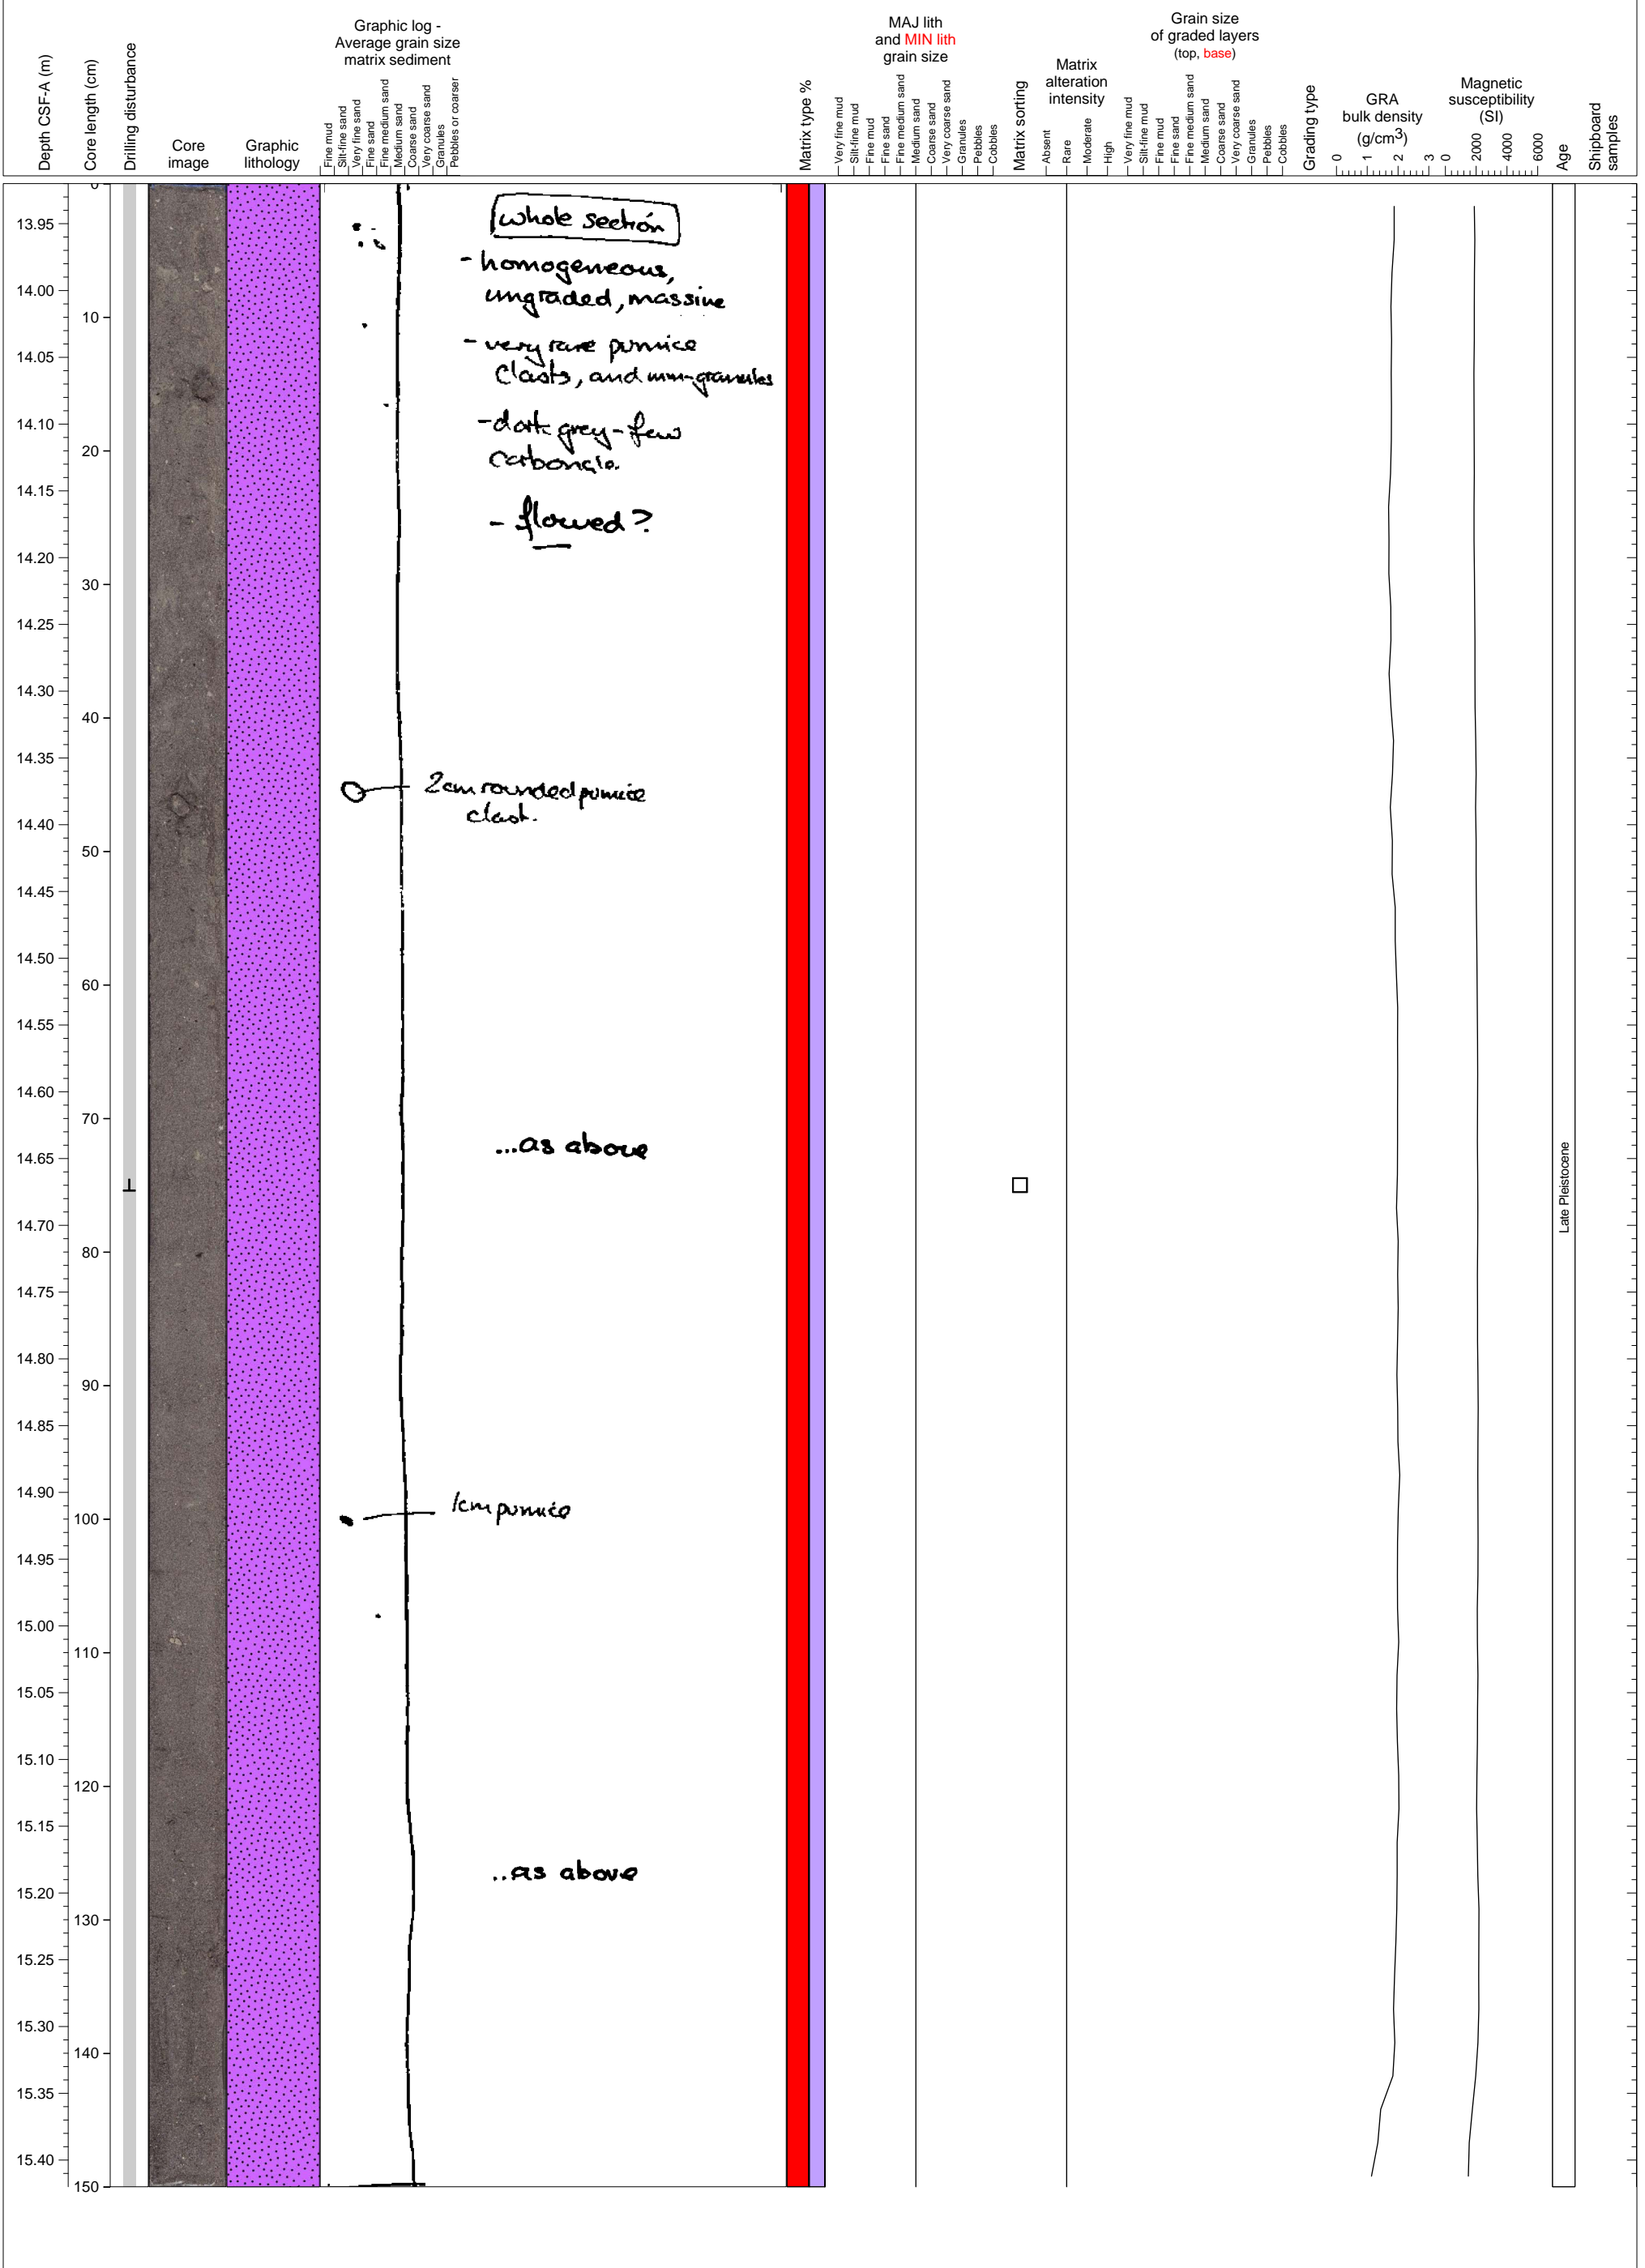 Depth CSF-A (m)
Core length (cm)
Drilling disturbance
Core
image
Graphic
lithology
Graphic log -
Average grain size
matrix sediment
Fine mud
Silt-fine sand
Very fine sand
Fine sand
Fine medium sand
Medium sand
Coarse sand
Very coarse sand
Granules
Pebbles or coarser
Matrix type %
MAJ lith
and MIN lith
grain size
Very fine mud
Silt-fine mud
Fine mud
Fine sand
Fine medium sand
Medium sand
Coarse sand
Very coarse sand
Granules
Pebbles
Cobbles
Matrix sorting
Matrix
alteration
intensity
Absent
Rare
Moderate
High
Grain size
of graded layers
(top, base)
Very fine mud
Silt-fine mud
Fine mud
Fine sand
Fine medium sand
Medium sand
Coarse sand
Very coarse sand
Granules
Pebbles
Cobbles
Grading type
GRA
bulk density
(g/cm3)
0 1 2 3
Magnetic
susceptibility
(SI)
0 2000 4000 6000
Age
Shipboard
samples
0
13.95
14.00
10
14.05
14.10
20
14.15
14.20
30
14.25
14.30
40
14.35
14.40
50
14.45
14.50
60
14.55
14.60
70
14.65
14.70
80
14.75
14.80
90
14.85
14.90
100
14.95
15.00
110
15.05
15.10
120
15.15
15.20
130
15.25
15.30
140
15.35
15.40
150
whole section
- homogeneous,
ungraded, massive
- very rare pumice
clasts, and mm-granules
- dark grey - few
carbonate.
- flowed?
2cm rounded pumice
clast.
...as above
1cm pumice
..as above
Late Pleistocene